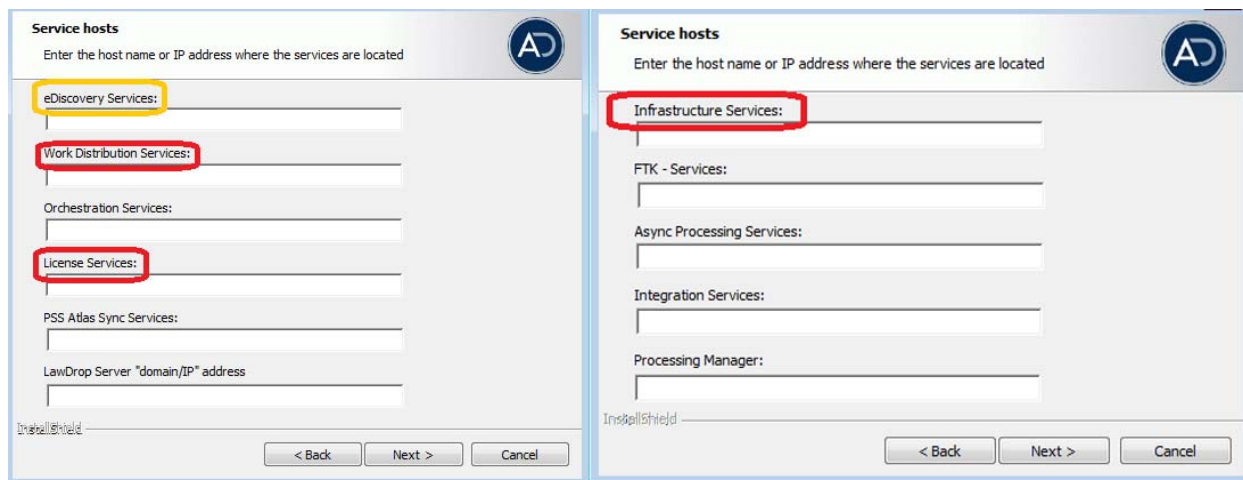 Service hosts
Enter the host name or IP address where the services are located
AD
eDiscovery Services:
Work Distribution Services:
Orchestration Services:
License Services:
PSS Atlas Sync Services:
LawDrop Server "domain/IP" address
InstallShield
< Back
Next >
Cancel
Service hosts
Enter the host name or IP address where the services are located
AD
Infrastructure Services:
FTK - Services:
Async Processing Services:
Integration Services:
Processing Manager:
InstallShield
< Back
Next >
Cancel